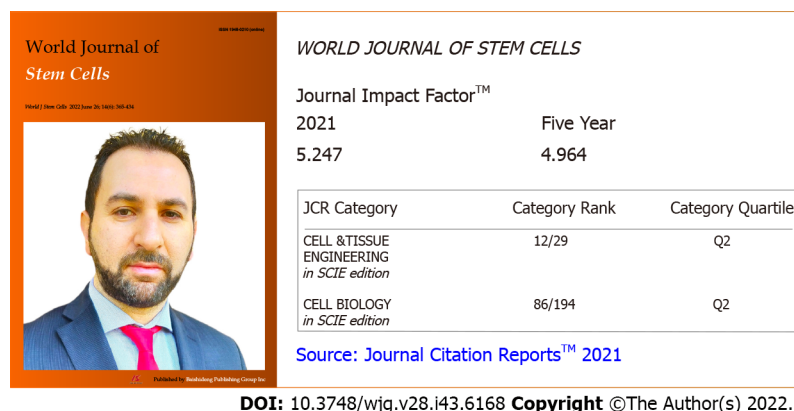 ISSN 1948-0210 (online)
World Journal of
Stem Cells
World J Stem Cells 2022 June 26; 14(6): 365-434
Published by Baishideng Publishing Group Inc
WORLD JOURNAL OF STEM CELLS
Journal Impact Factor™
2021 Five Year
5.247 4.964
JCR Category Category Rank Category Quartile
CELL &TISSUE 12/29 Q2
ENGINEERING
in SCIE edition
CELL BIOLOGY 86/194 Q2
in SCIE edition
Source: Journal Citation Reports™ 2021
DOI: 10.3748/wjg.v28.i43.6168 Copyright ©The Author(s) 2022.